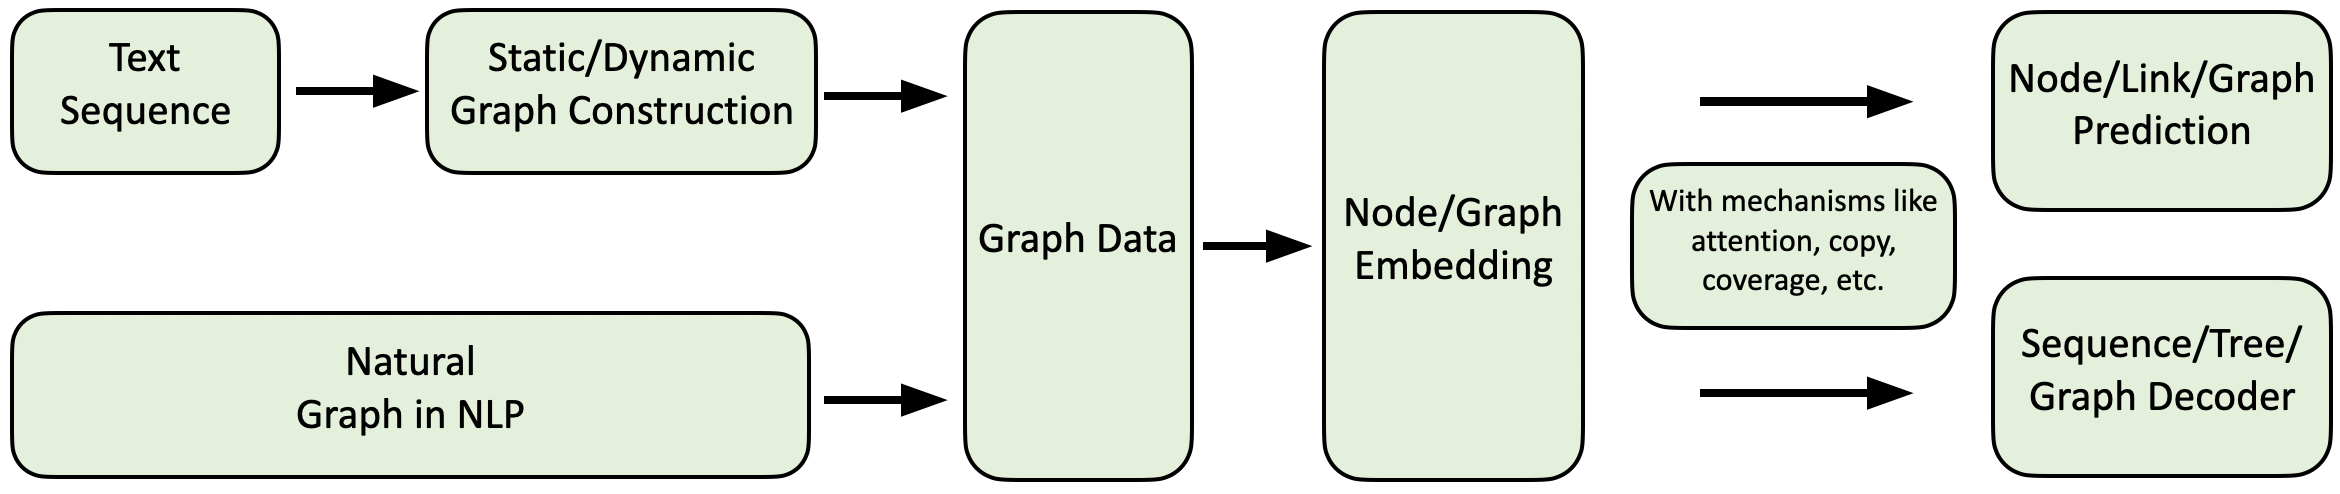 Text
Sequence
Static/Dynamic
Graph Construction
Natural
Graph in NLP
Graph Data
Node/Graph
Embedding
With mechanisms like
attention, copy,
coverage, etc.
Node/Link/Graph
Prediction
Sequence/Tree/
Graph Decoder